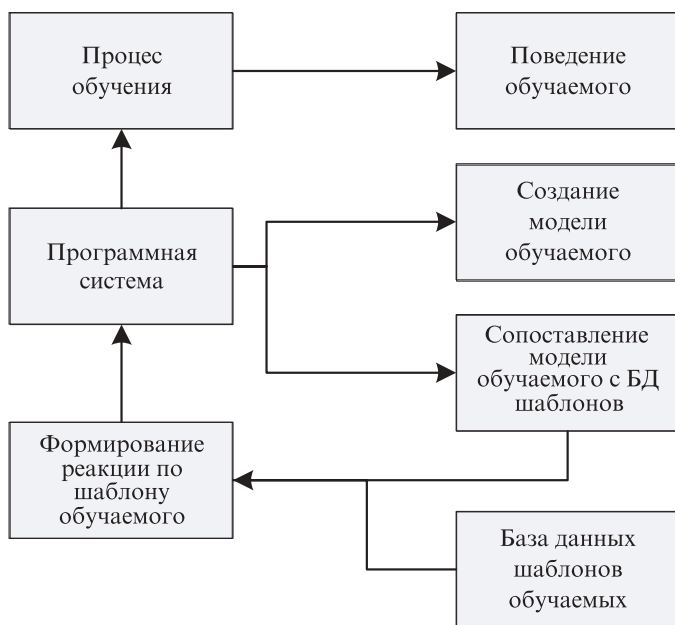 Процес
обучения
Поведение
обучаемого
Программная
система
Создание
модели
обучаемого
Сопоставление
модели
обучаемого с БД
шаблонов
Формирование
реакции по
шаблону
обучаемого
База данных
шаблонов
обучаемых